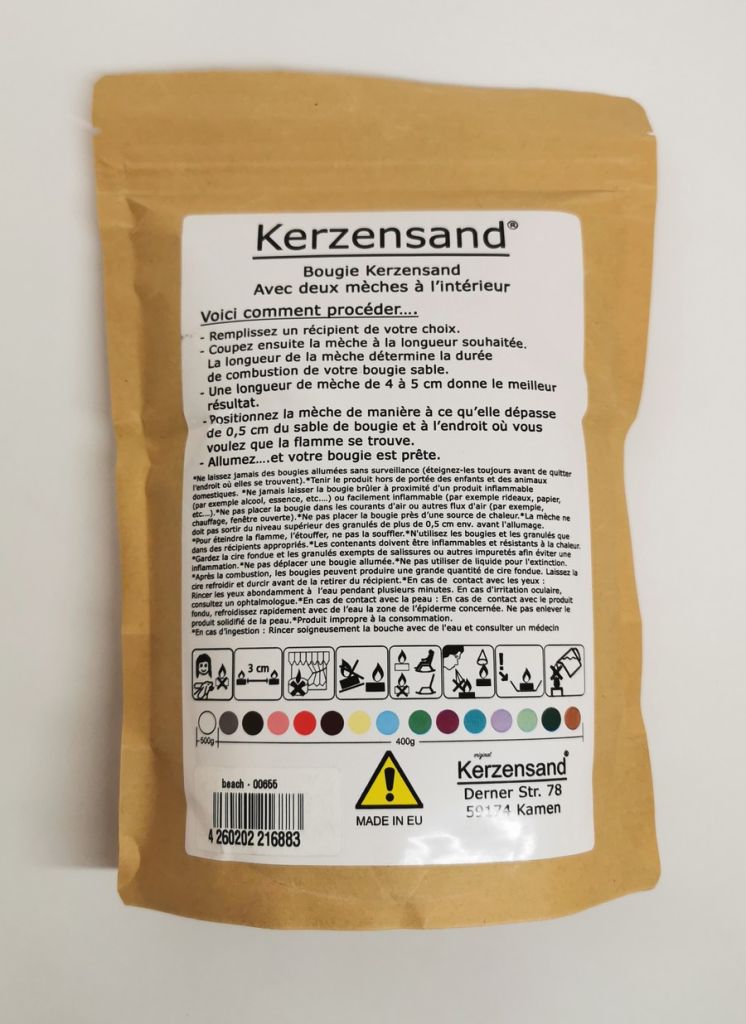 Kerzensand®
Bougie Kerzensand
Avec deux mèches à l'intérieur
Voici comment procéder....
- Remplissez un récipient de votre choix.
- Coupez ensuite la mèche à la longueur souhaitée.
La longueur de la mèche détermine la durée
de combustion de votre bougie sable.
- Une longueur de mèche de 4 à 5 cm donne le meilleur
résultat.
- Positionnez la mèche de manière à ce qu'elle dépasse
de 0,5 cm du sable de bougie et à l'endroit où vous
voulez que la flamme se trouve.
- Allumez....et votre bougie est prête.
*Ne laissez jamais des bougies allumées sans surveillance (éteignez-les toujours avant de quitter
l'endroit où elles se trouvent).*Tenir le produit hors de portée des enfants et des animaux
domestiques. *Ne jamais laisser la bougie brûler à proximité d'un produit inflammable
(par exemple alcool, essence, etc....) ou facilement inflammable (par exemple rideaux, papier,
etc...).*Ne pas placer la bougie dans les courants d'air ou autres flux d'air (par exemple,
chauffage, fenêtre ouverte).*Ne pas placer la bougie près d'une source de chaleur.*La mèche ne
doit pas sortir du niveau supérieur des granulés de plus de 0,5 cm env. avant l'allumage.
*Pour éteindre la flamme, l'étouffer, ne pas la souffler.*N'utilisez les bougies et les granulés que
dans des récipients appropriés.*Les contenants doivent être inflammables et résistants à la chaleur.
*Gardez la cire fondue et les granulés exempts de salissures ou autres impuretés afin éviter une
inflammation.*Ne pas déplacer une bougie allumée.*Ne pas utiliser de liquide pour l'extinction.
*Après la combustion, les bougies peuvent produire une grande quantité de cire fondue. Laissez la
cire refroidir et durcir avant de la retirer du récipient.*En cas de contact avec les yeux :
Rincer les yeux abondamment à l'eau pendant plusieurs minutes. En cas d'irritation oculaire,
consultez un ophtalmologue.*En cas de contact avec la peau : En cas de contact avec le produit
fondu, refroidissez rapidement avec de l'eau la zone de l'épiderme concernée. Ne pas enlever le
produit solidifié de la peau.*Produit impropre à la consommation.
*En cas d'ingestion : Rincer soigneusement la bouche avec de l'eau et consulter un médecin
3 cm
500g
400g
beach - 00655
4 260202 216883
MADE IN EU
original
Kerzensand®
Derner Str. 78
59174 Kamen